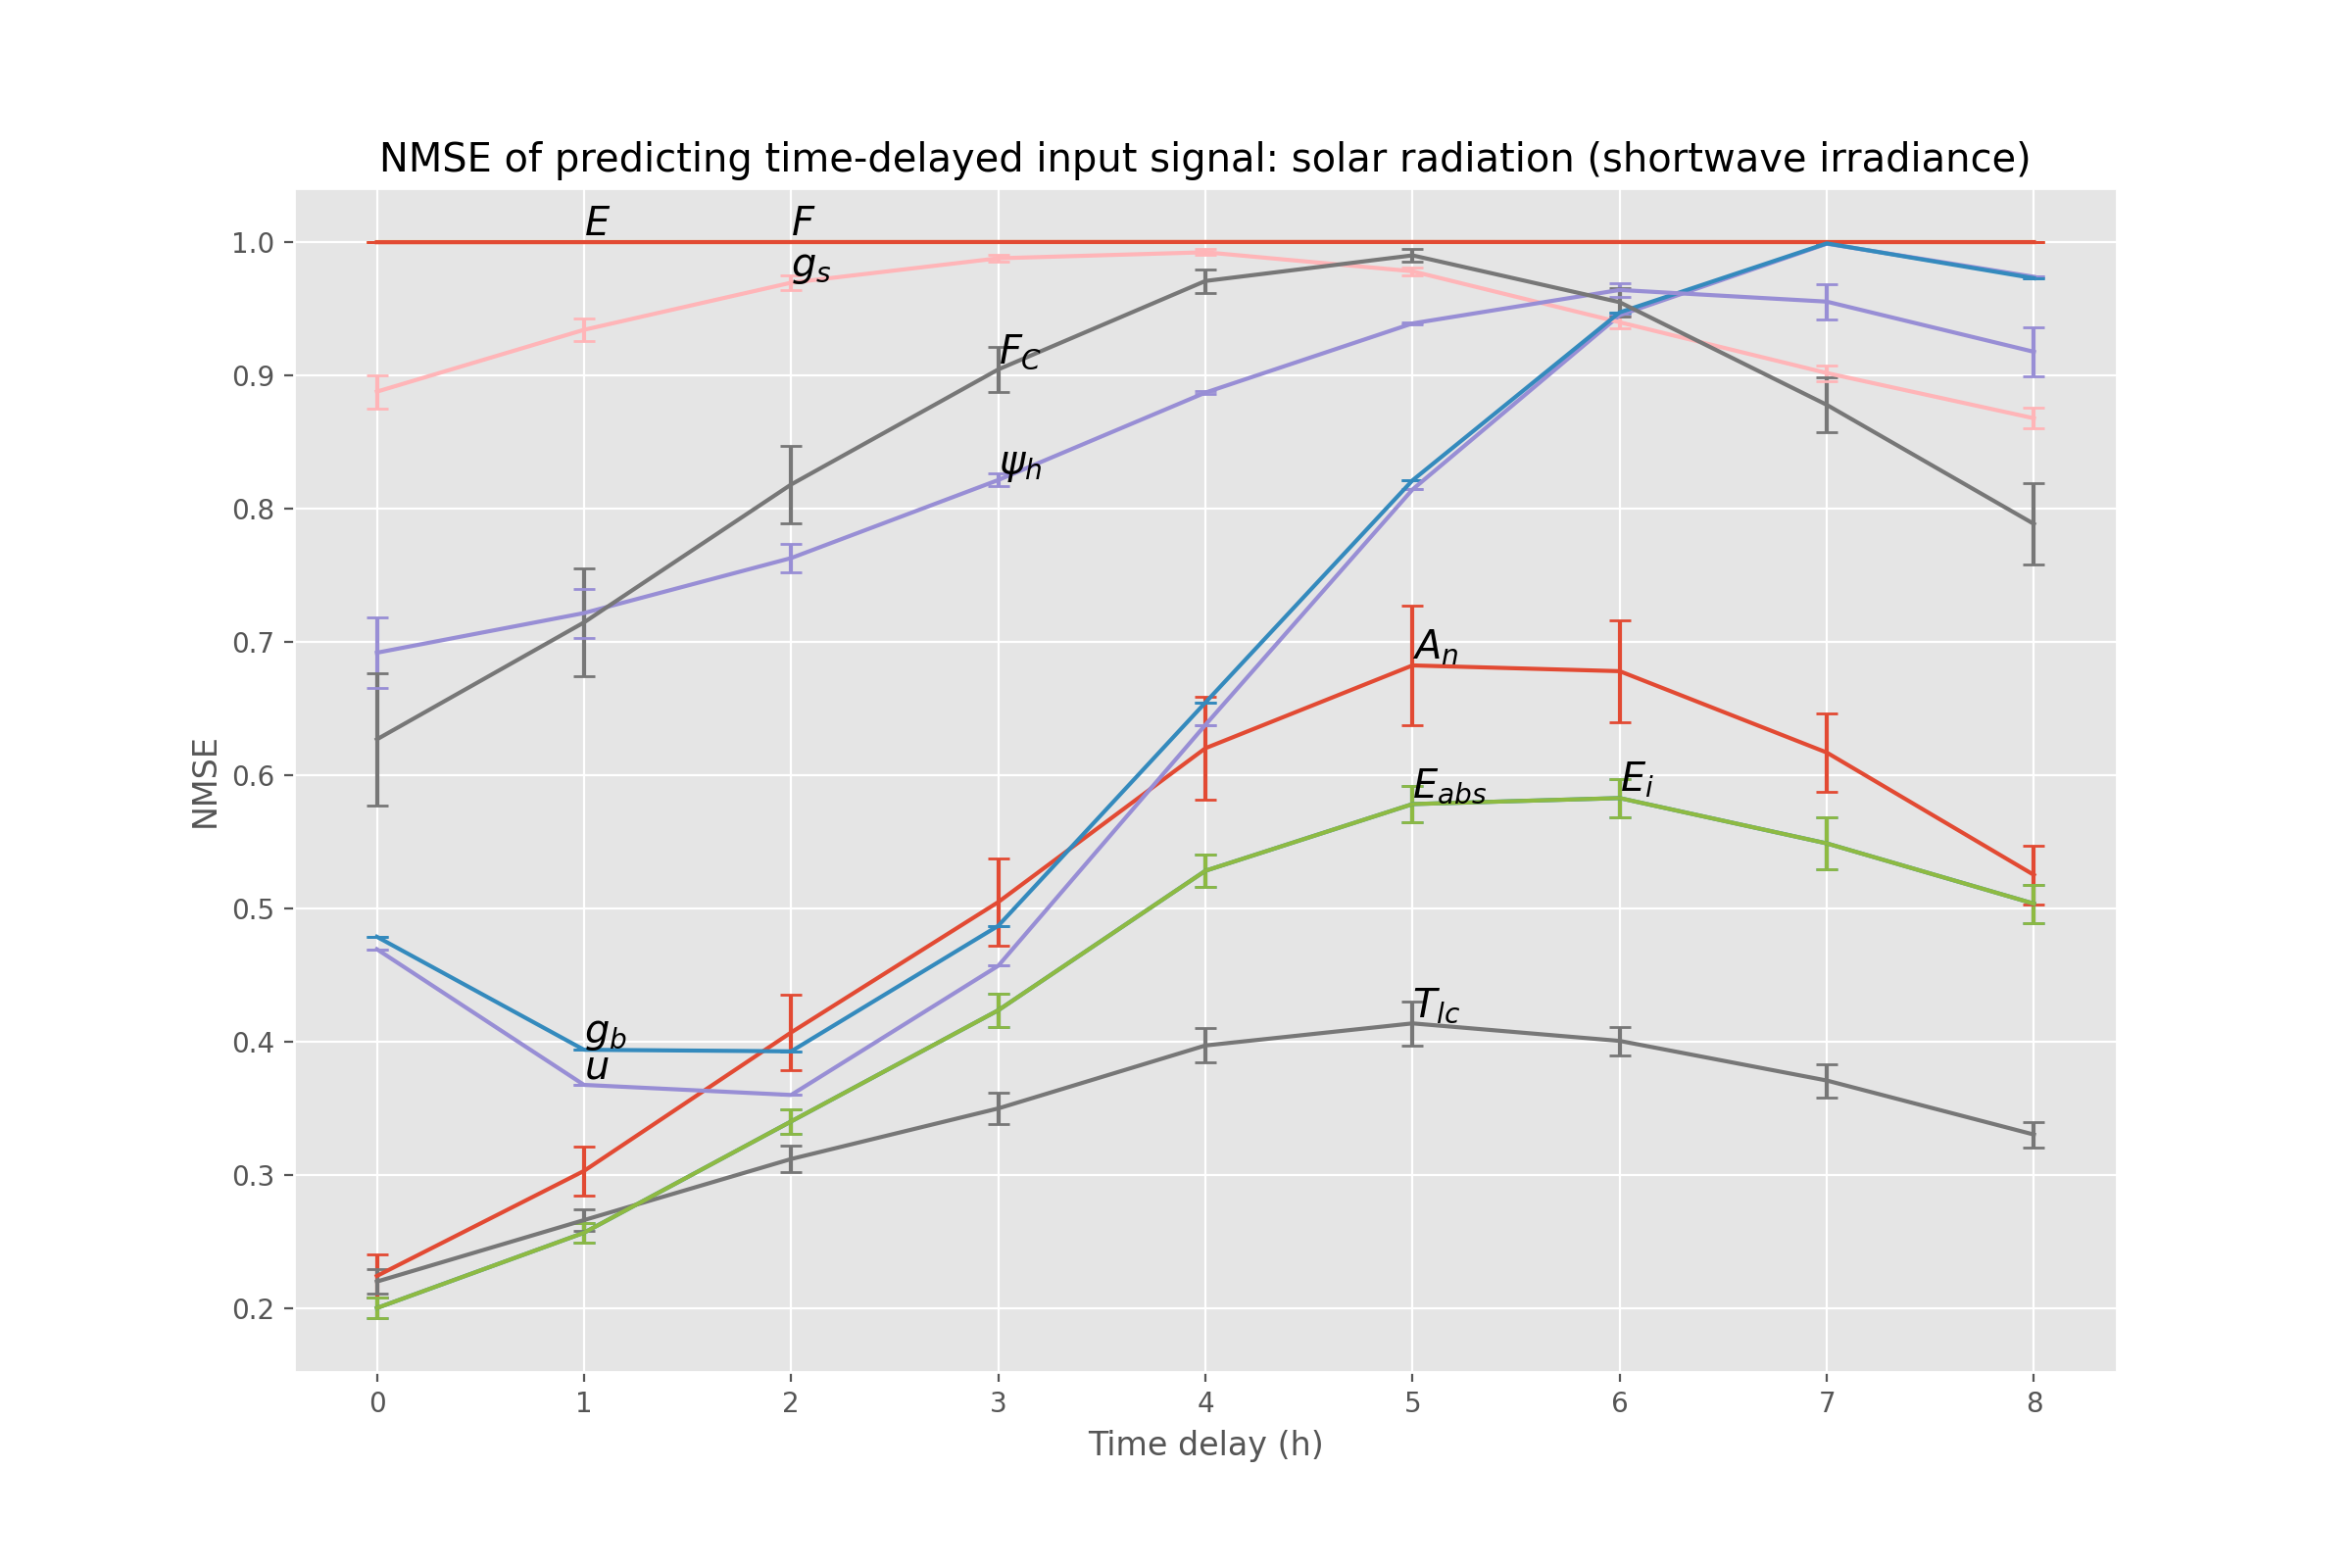 NMSE of predicting time-delayed input signal: solar radiation (shortwave irradiance)
E
F
1.0
g_s
F_C
0.9
ψ_h
0.8
A_n
0.7
E_abs
E_i
0.6
NMSE
0.5
T_lc
g_b
0.4
u
0.3
0.2
0 1 2 3 4 5 6 7 8
Time delay (h)